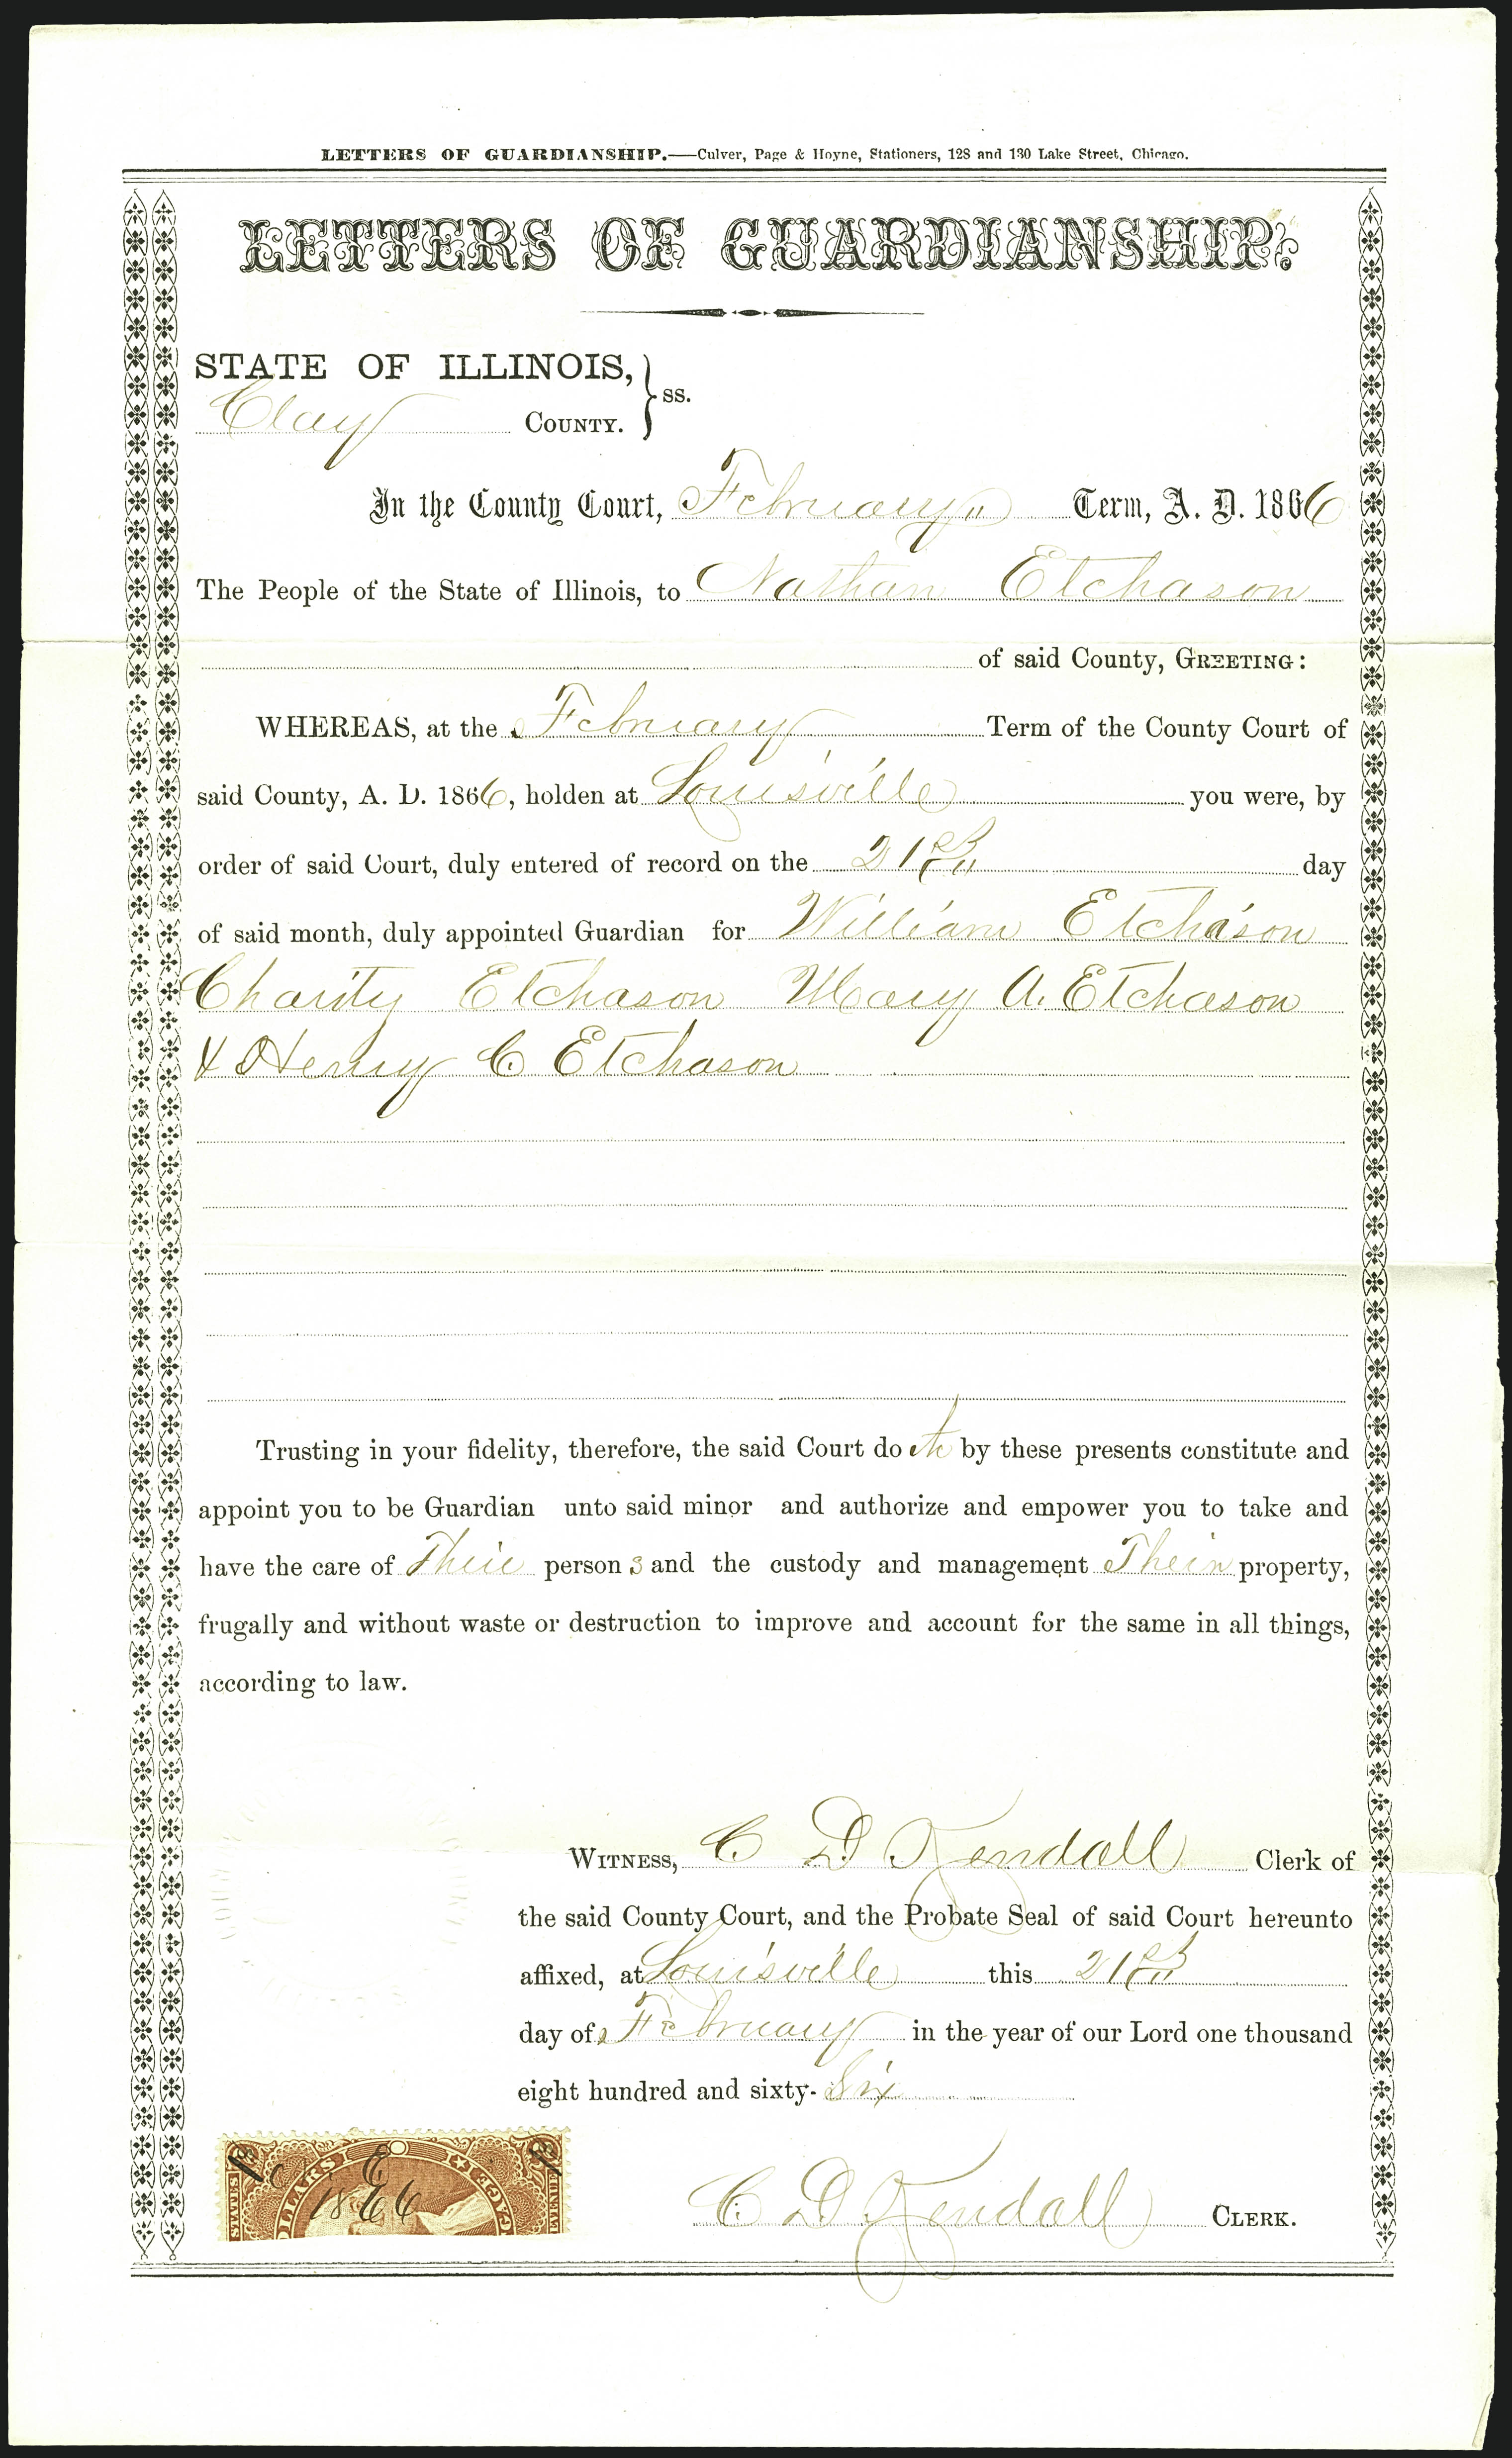 LETTERS OF GUARDIANSHIP.—Culver, Page & Hoyne, Stationers, 128 and 130 Lake Street, Chicago.
LETTERS OF GUARDIANSHIP.
STATE OF ILLINOIS, } ss.
Clay COUNTY.
In the County Court, February Term, A. D. 1866
The People of the State of Illinois, to Nathan Etchason
of said County, GREETING:
WHEREAS, at the February Term of the County Court of
said County, A. D. 1866, holden at Louisville you were, by
order of said Court, duly entered of record on the 21st day
of said month, duly appointed Guardian for William Etchason
Charity Etchason Mary A. Etchason
& Henry C Etchason
Trusting in your fidelity, therefore, the said Court do eth by these presents constitute and
appoint you to be Guardian unto said minor and authorize and empower you to take and
have the care of Their person s and the custody and management Their property,
frugally and without waste or destruction to improve and account for the same in all things,
according to law.
WITNESS, C D Kendall Clerk of
the said County Court, and the Probate Seal of said Court hereunto
affixed, at Louisville this 21st
day of February in the year of our Lord one thousand
eight hundred and sixty-Six
C D Kendall CLERK.
1866